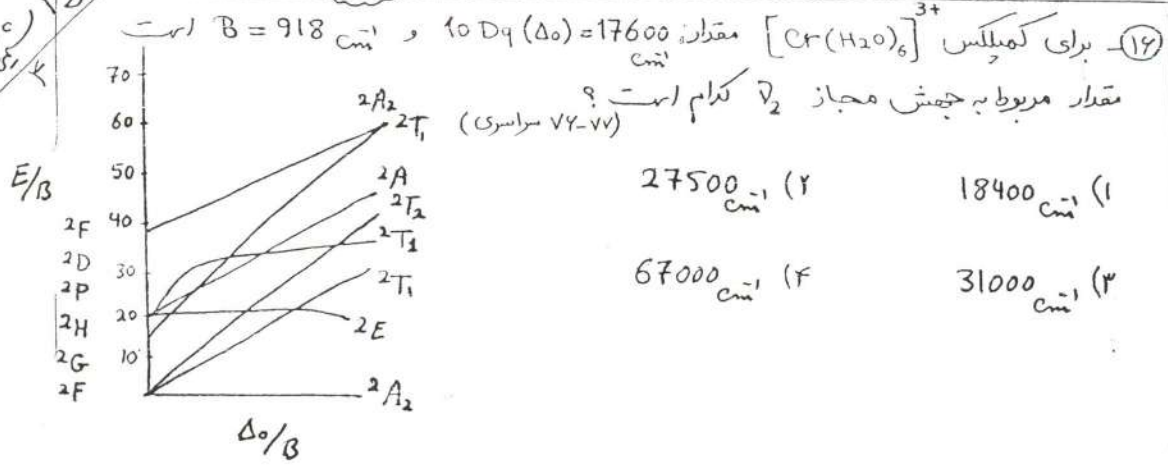 ۱۶- برای کمپلکس [Cr(H2O)6]3+ مقدار: 10 Dq (Δo) = 17600 cm-1 و B = 918 cm-1 است
مقدار مربوط به جهش مجاز ν̄2 کدام است؟
(۷۶-۷۷ سراسری)
۱) 18400 cm-1
۲) 27500 cm-1
۳) 31000 cm-1
۴) 67000 cm-1
E/B
70
60
50
40
30
20
10
2F
2D
2P
2H
2G
2F
2A2
2T1
2A
2T2
2T1
2T1
2E
2A2
Δo/B